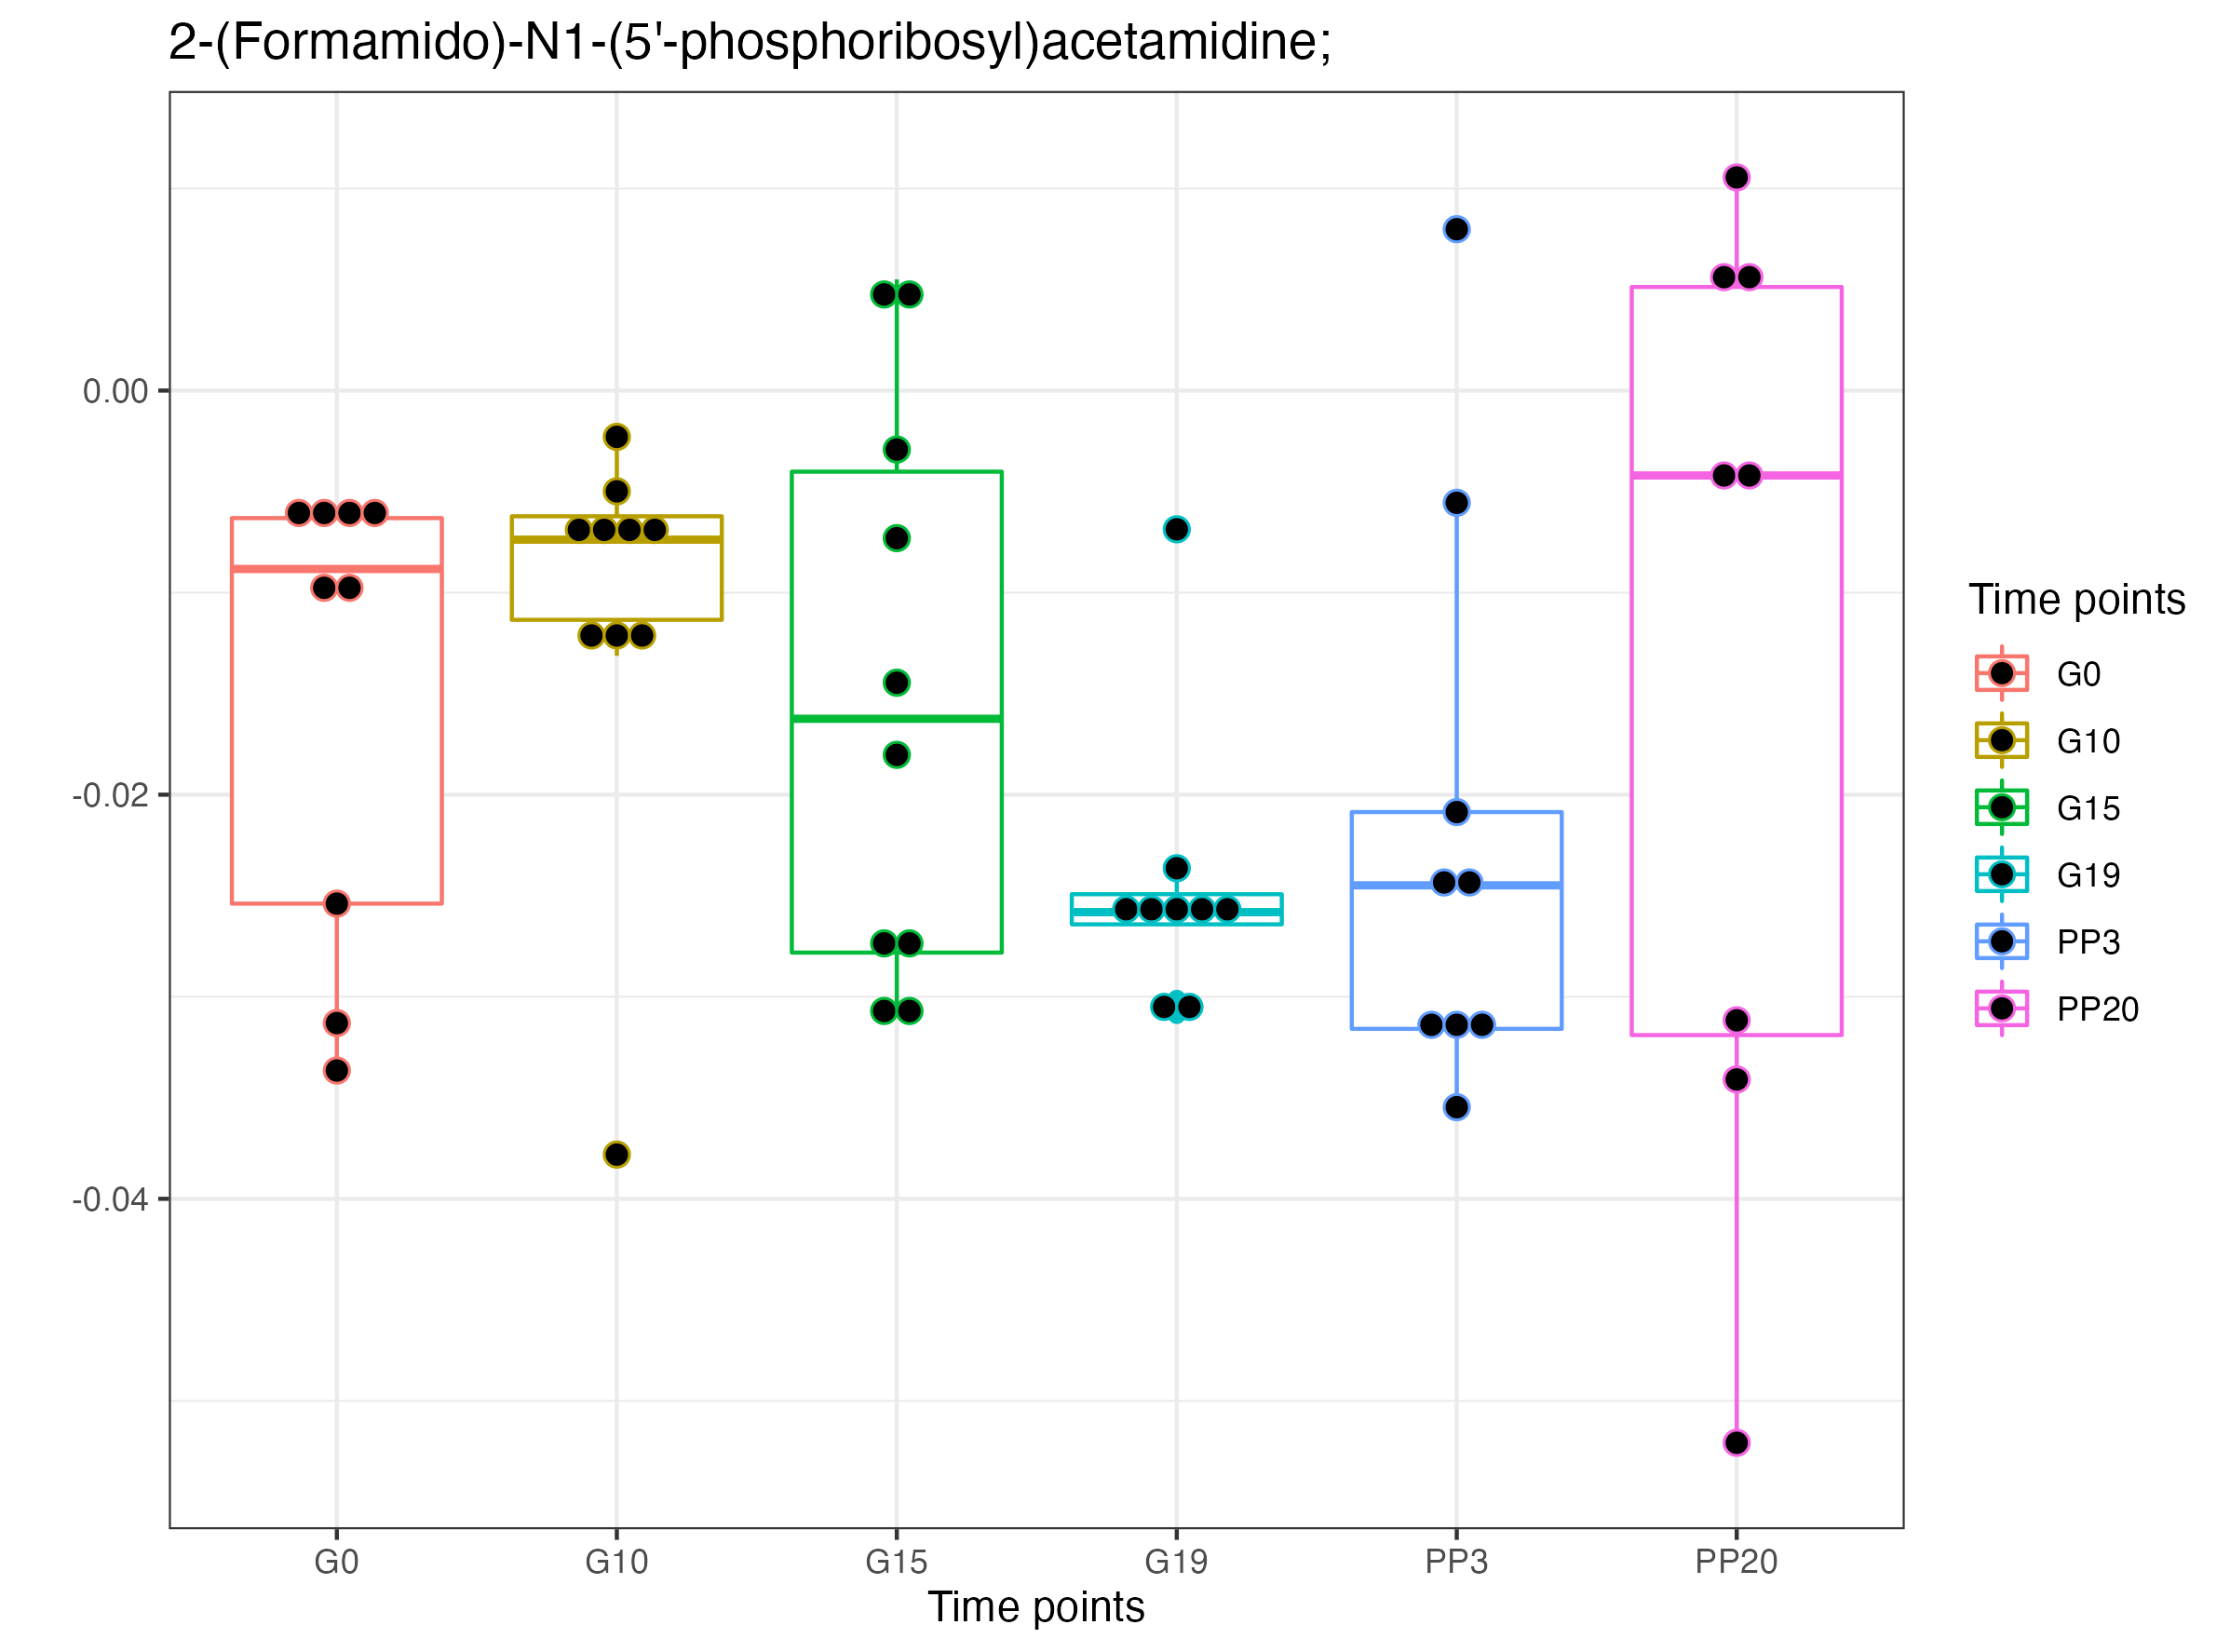 2-(Formamido)-N1-(5'-phosphoribosyl)acetamidine;
0.00
-0.02
-0.04
G0 G10 G15 G19 PP3 PP20
Time points
Time points
G0
G10
G15
G19
PP3
PP20